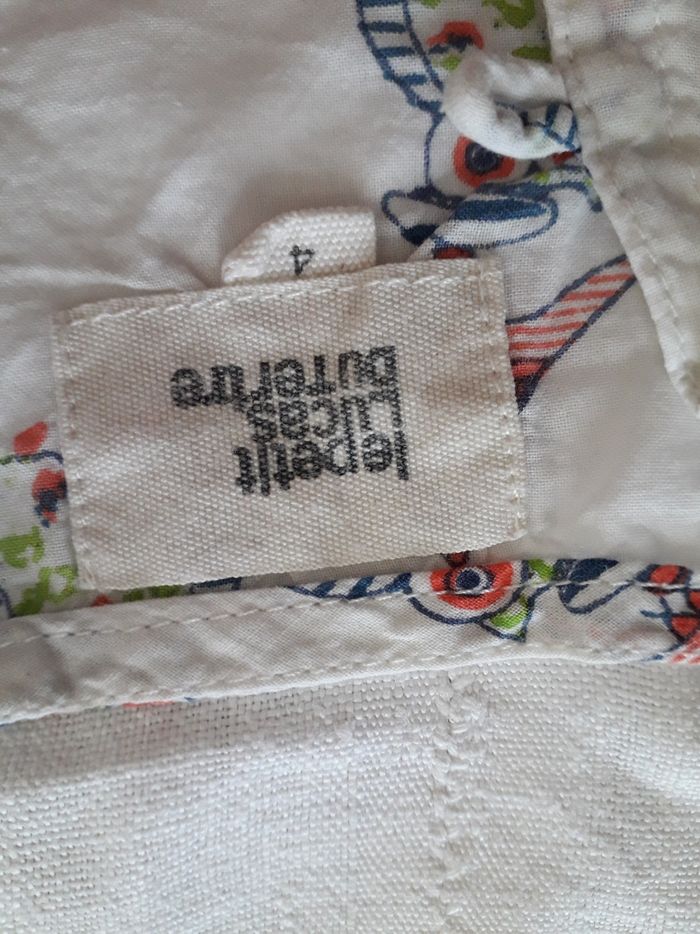 le petit
Lucas
DU Tertre
4